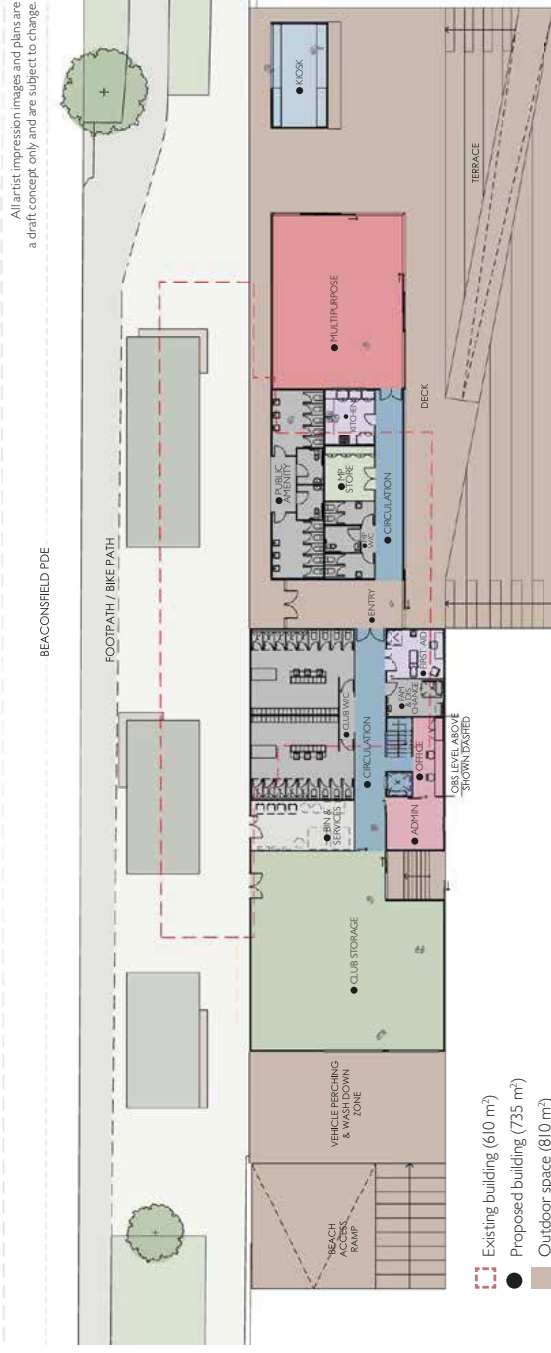 All artist impression images and plans are
a draft concept only and are subject to change.
BEACONSFIELD PDE
FOOTPATH / BIKE PATH
BEACH
ACCESS
RAMP
VEHICLE PERCHING
& WASH DOWN
ZONE
CLUB STORAGE
BIN &
SERVICES
CLUB W/C
CIRCULATION
ADMIN
OFFICE
FAM
& DIS
CHANGE
FIRST AID
OBS LEVEL ABOVE
SHOWN DASHED
ENTRY
PUBLIC
AMENITY
MP
W/C
MP
STORE
KITCHEN
CIRCULATION
MULTIPURPOSE
DECK
KIOSK
TERRACE
Existing building (610 m²)
Proposed building (735 m²)
Outdoor space (810 m²)